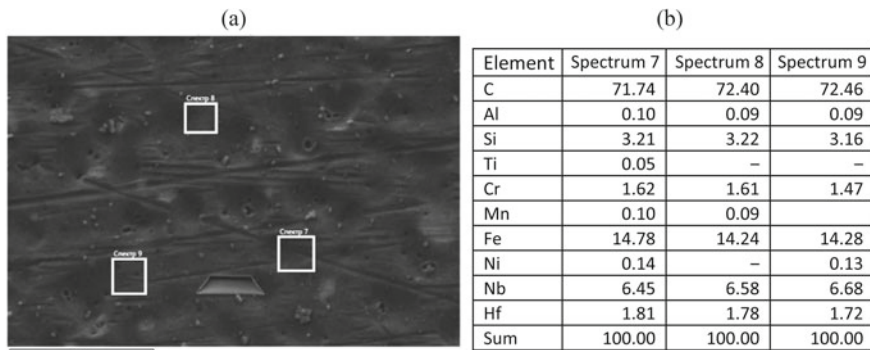 (a)
(b)
Спектр 8
Спектр 7
Спектр 9
Element Spectrum 7 Spectrum 8 Spectrum 9
C 71.74 72.40 72.46
Al 0.10 0.09 0.09
Si 3.21 3.22 3.16
Ti 0.05 – –
Cr 1.62 1.61 1.47
Mn 0.10 0.09
Fe 14.78 14.24 14.28
Ni 0.14 – 0.13
Nb 6.45 6.58 6.68
Hf 1.81 1.78 1.72
Sum 100.00 100.00 100.00